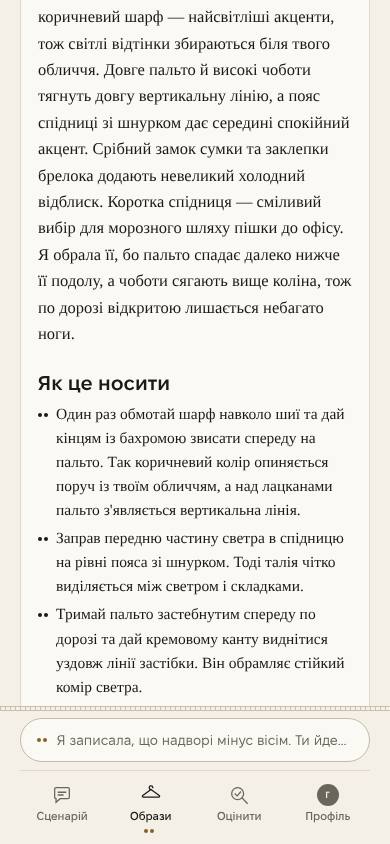 коричневий шарф — найсвітліші акценти,
тож світлі відтінки збираються біля твого
обличчя. Довге пальто й високі чоботи
тягнуть довгу вертикальну лінію, а пояс
спідниці зі шнурком дає середині спокійний
акцент. Срібний замок сумки та заклепки
брелока додають невеликий холодний
відблиск. Коротка спідниця — сміливий
вибір для морозного шляху пішки до офісу.
Я обрала її, бо пальто спадає далеко нижче
її подолу, а чоботи сягають вище коліна, тож
по дорозі відкритою лишається небагато
ноги.
Як це носити
Один раз обмотай шарф навколо шиї та дай
кінцям із бахромою звисати спереду на
пальто. Так коричневий колір опиняється
поруч із твоїм обличчям, а над лацканами
пальто з'являється вертикальна лінія.
Заправ передню частину светра в спідницю
на рівні пояса зі шнурком. Тоді талія чітко
виділяється між светром і складками.
Тримай пальто застебнутим спереду по
дорозі та дай кремовому канту виднітися
уздовж лінії застібки. Він обрамляє стійкий
комір светра.
Я записала, що надворі мінус вісім. Ти йде...
Сценарій
Образи
Оцінити
г
Профіль